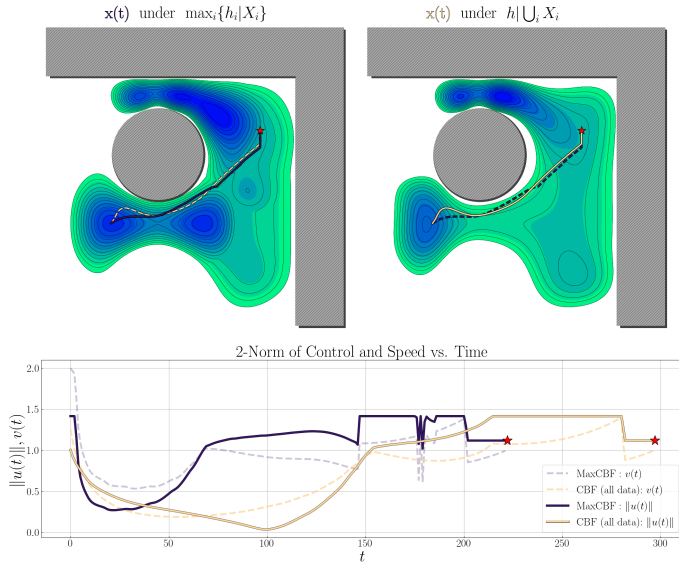 x(t) under max_i{h_i|X_i}
x(t) under h|⋃_i X_i
2-Norm of Control and Speed vs. Time
‖u(t)‖, v(t)
2.0
1.5
1.0
0.5
0.0
MaxCBF : v(t)
CBF (all data): v(t)
MaxCBF : ‖u(t)‖
CBF (all data): ‖u(t)‖
0 50 100 150 200 250 300
t